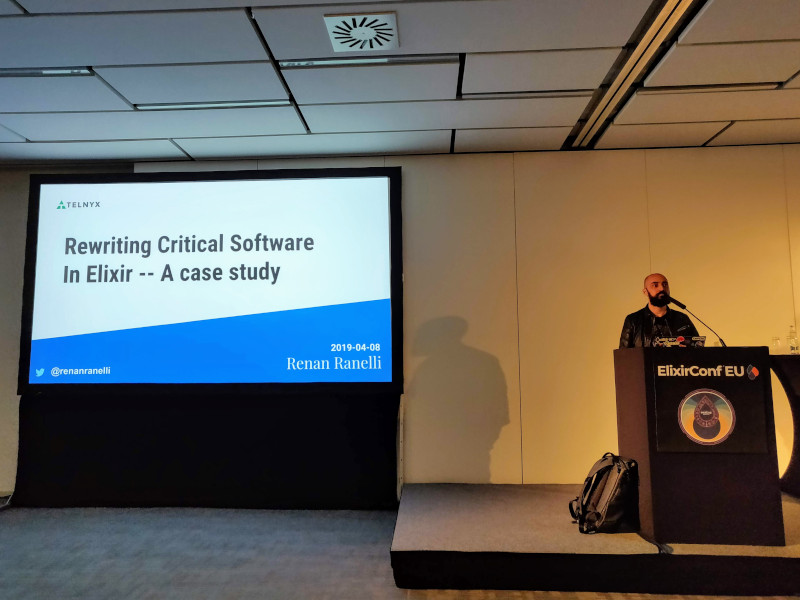 TELNYX
Rewriting Critical Software
In Elixir -- A case study
2019-04-08
Renan Ranelli
@renanranelli
ElixirConf EU